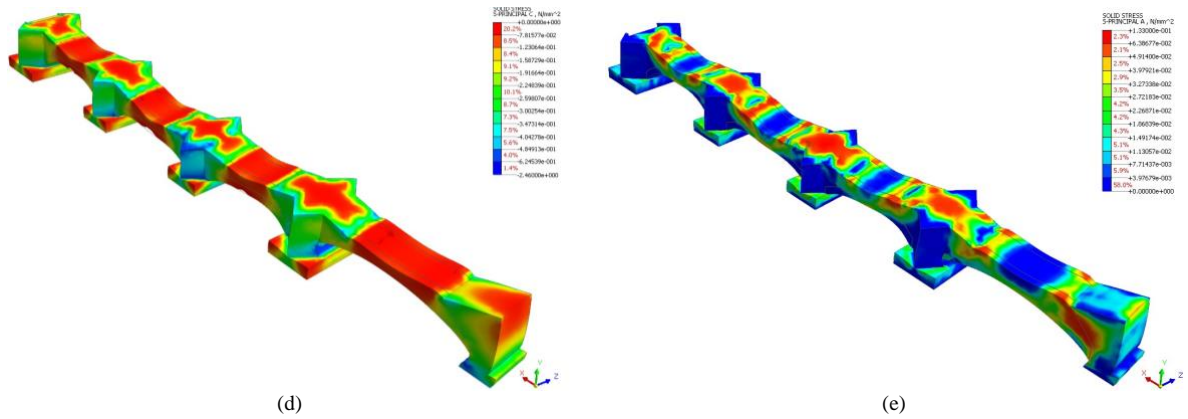 SOLID STRESS
S-PRINCIPAL C , N/mm^2
+0.00000e+000
20.2%
-7.81577e-002
8.5%
-1.23064e-001
8.4%
-1.58729e-001
9.1%
-1.91664e-001
9.2%
-2.24839e-001
10.1%
-2.59807e-001
8.7%
-3.00254e-001
7.3%
-3.47314e-001
7.5%
-4.04278e-001
5.6%
-4.84913e-001
4.0%
-6.24539e-001
1.4%
-2.46000e+000
X
Y
Z
(d)
SOLID STRESS
S-PRINCIPAL A , N/mm^2
+1.33000e-001
2.3%
+6.38677e-002
2.1%
+4.91400e-002
2.5%
+3.97921e-002
2.9%
+3.27338e-002
3.5%
+2.72183e-002
4.2%
+2.26871e-002
4.2%
+1.86839e-002
4.3%
+1.49174e-002
5.1%
+1.13057e-002
5.1%
+7.71437e-003
5.9%
+3.97679e-003
58.0%
+0.00000e+000
X
Y
Z
(e)